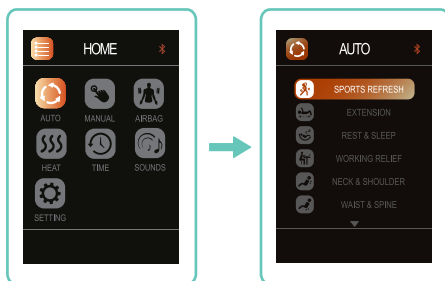 HOME
AUTO MANUAL AIRBAG
HEAT TIME SOUNDS
SETTING
AUTO
SPORTS REFRESH
EXTENSION
REST & SLEEP
WORKING RELIEF
NECK & SHOULDER
WAIST & SPINE